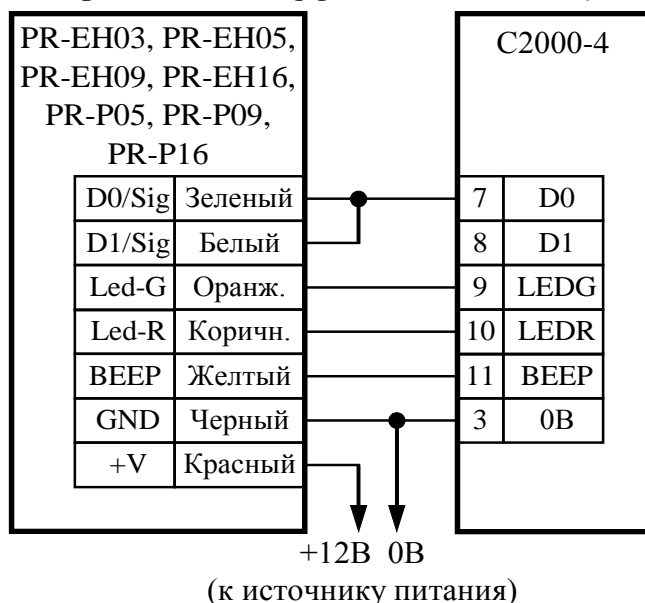 PR-EH03, PR-EH05,
PR-EH09, PR-EH16,
PR-P05, PR-P09,
PR-P16
C2000-4
D0/Sig Зеленый 7 D0
D1/Sig Белый 8 D1
Led-G Оранж. 9 LEDG
Led-R Коричн. 10 LEDR
BEEP Желтый 11 BEEP
GND Черный 3 0В
+V Красный
+12В 0В
(к источнику питания)